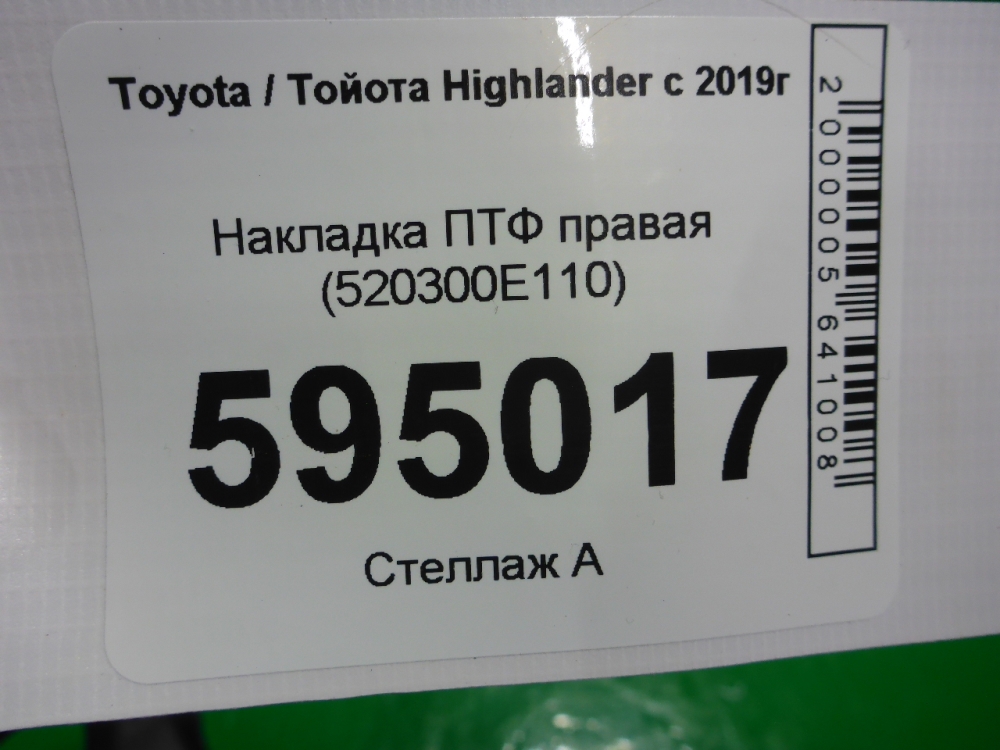 Toyota / Тойота Highlander с 2019г
Накладка ПТФ правая
(520300E110)
595017
Стеллаж А
2000005641008